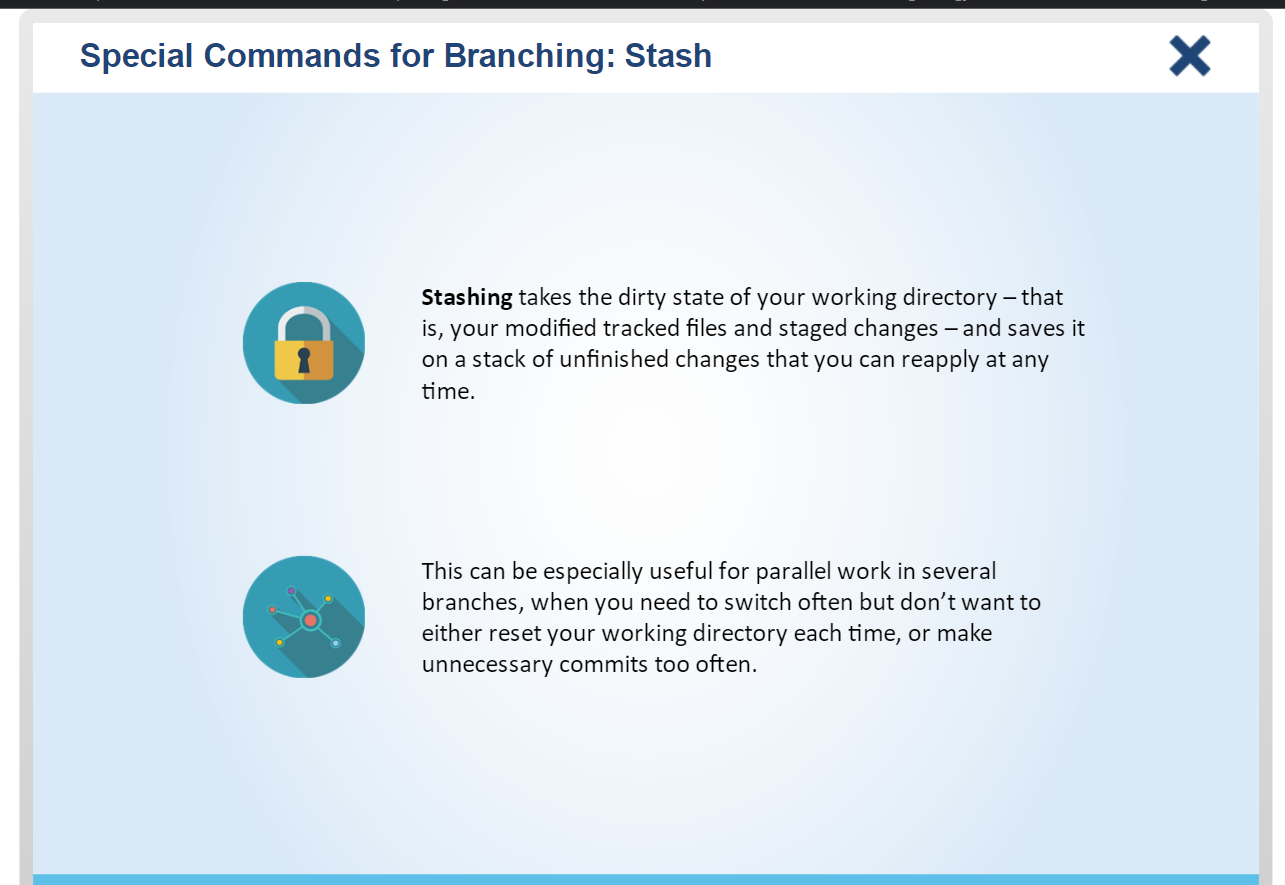 Special Commands for Branching: Stash
Stashing takes the dirty state of your working directory – that
is, your modified tracked files and staged changes – and saves it
on a stack of unfinished changes that you can reapply at any
time.
This can be especially useful for parallel work in several
branches, when you need to switch often but don’t want to
either reset your working directory each time, or make
unnecessary commits too often.